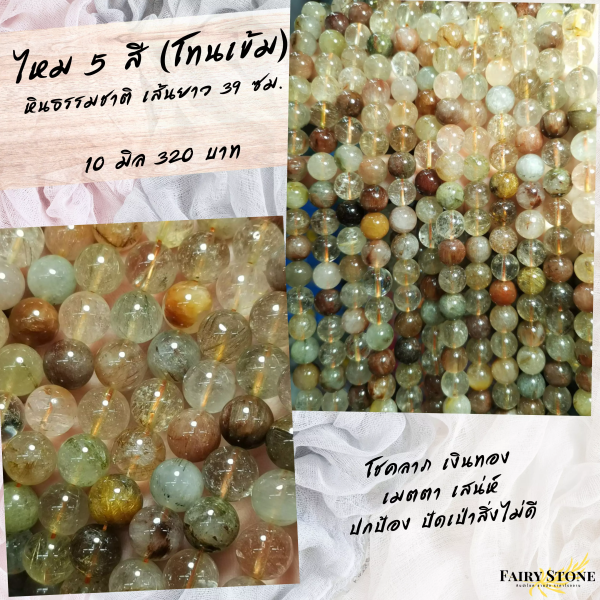 ไหม 5 สี (โทนเข้ม)
หินธรรมชาติ เส้นยาว 39 ซม.
10 มิล 320 บาท
โชคลาภ เงินทอง
เมตตา เสน่ห์
ปกป้อง ปัดเป่าสิ่งไม่ดี
FAIRY STONE